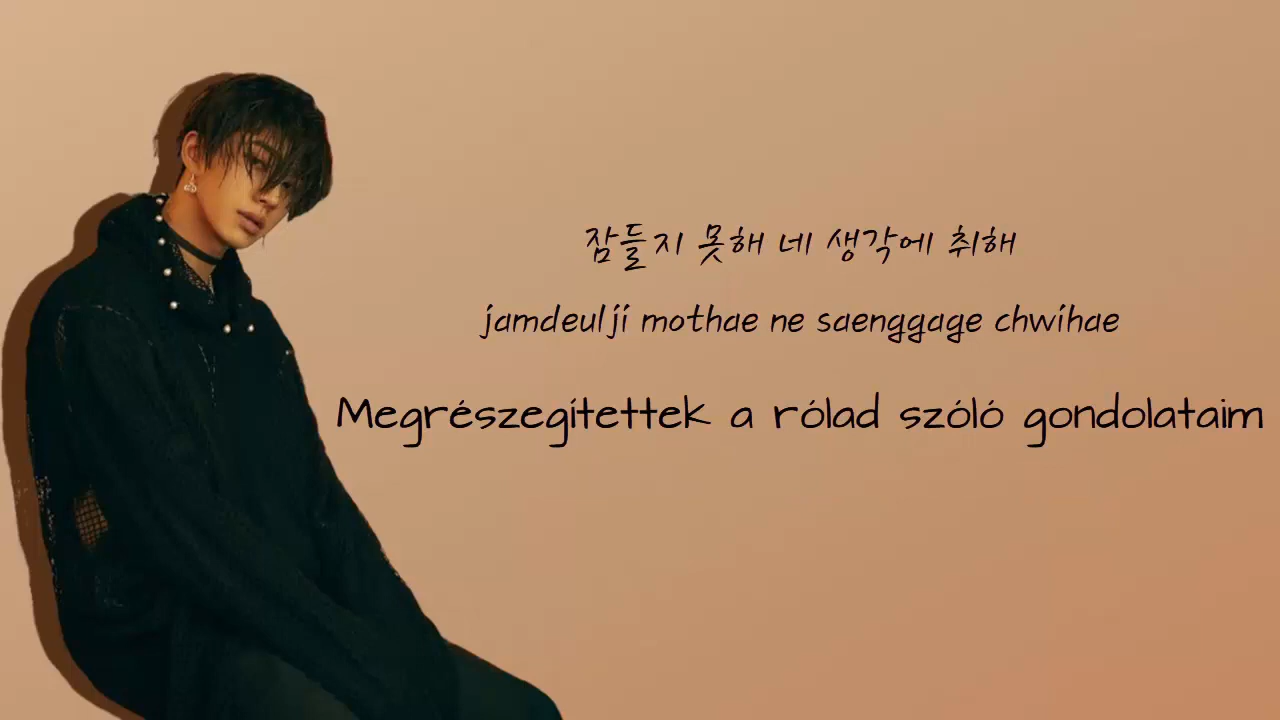 잠들지 못해 네 생각에 취해
jamdeulji mothae ne saenggage chwihae
Megrészegítettek a rólad szóló gondolataim